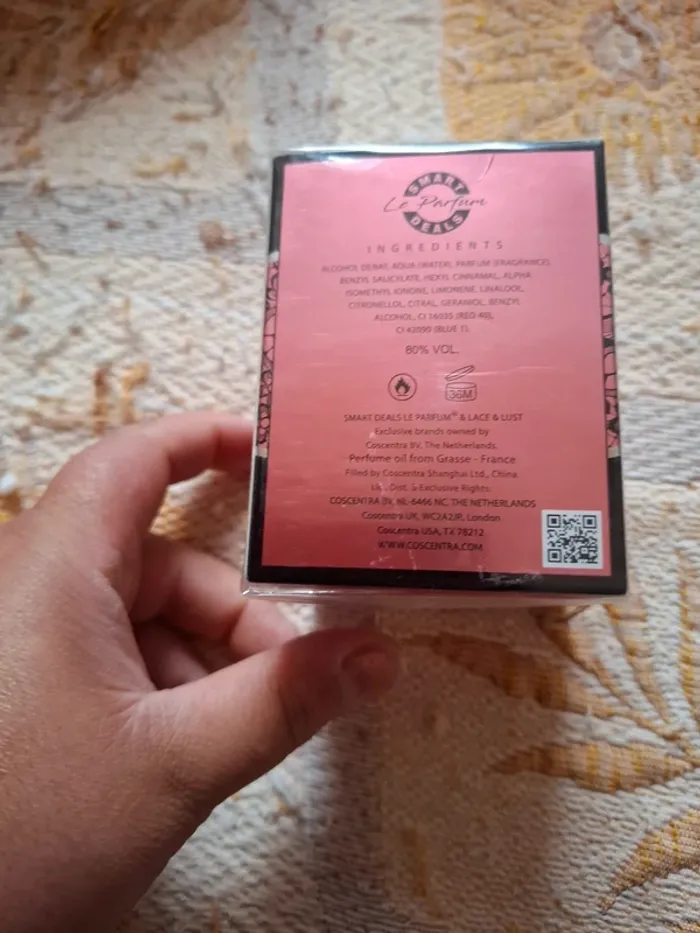 SMART
Le Parfum
DEALS
INGREDIENTS
ALCOHOL DENAT, AQUA (WATER), PARFUM (FRAGRANCE),
BENZYL SALICYLATE, HEXYL CINNAMAL, ALPHA
ISOMETHYL IONONE, LIMONENE, LINALOOL,
CITRONELLOL, CITRAL, GERANIOL, BENZYL
ALCOHOL, CI 16035 (RED 40),
CI 42090 (BLUE 1).
80% VOL.
36M
SMART DEALS LE PARFUM® & LACE & LUST
Exclusive brands owned by
Coscentra BV, The Netherlands.
Perfume oil from Grasse - France
Filled by Coscentra Shanghai Ltd., China
Dist. & Exclusive Rights.
COSCENTRA BV, NL-6466 NC, THE NETHERLANDS
Coscentra UK, WC2A2JR, London
Coscentra USA, TX 78212
WWW.COSCENTRA.COM